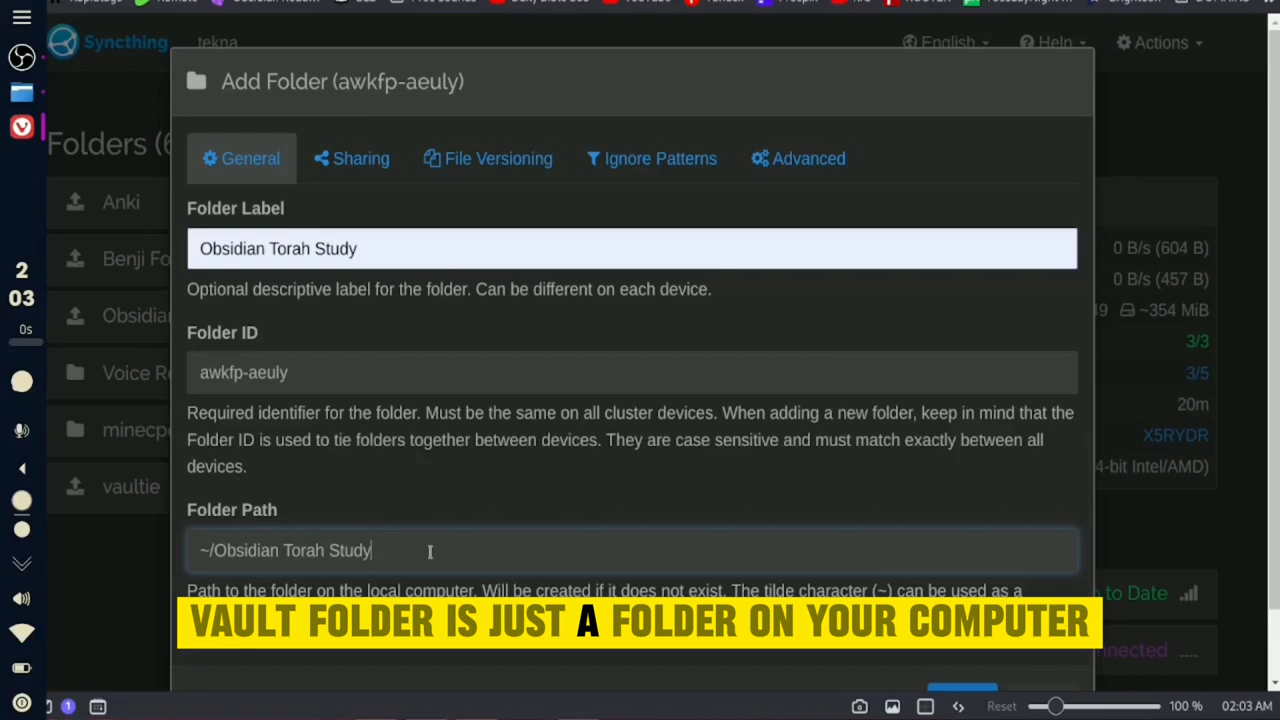 Syncthing
tekna
English
Help
Actions
Add Folder (awkfp-aeuly)
Folders (6
General
Sharing
File Versioning
Ignore Patterns
Advanced
Anki
Benji Fo
Obsidian
Voice Re
minecpe
vaultie
Folder Label
Obsidian Torah Study
Optional descriptive label for the folder. Can be different on each device.
Folder ID
awkfp-aeuly
Required identifier for the folder. Must be the same on all cluster devices. When adding a new folder, keep in mind that the
Folder ID is used to tie folders together between devices. They are case sensitive and must match exactly between all
devices.
Folder Path
~/Obsidian Torah Study
Path to the folder on the local computer. Will be created if it does not exist. The tilde character (~) can be used as a
VAULT FOLDER IS JUST A FOLDER ON YOUR COMPUTER
0 B/s (604 B)
0 B/s (457 B)
49 ~354 MiB
3/3
3/5
20m
X5RYDR
4-bit Intel/AMD)
to Date
nnected
2
03
0s
1
Reset
100 %
02:03 AM